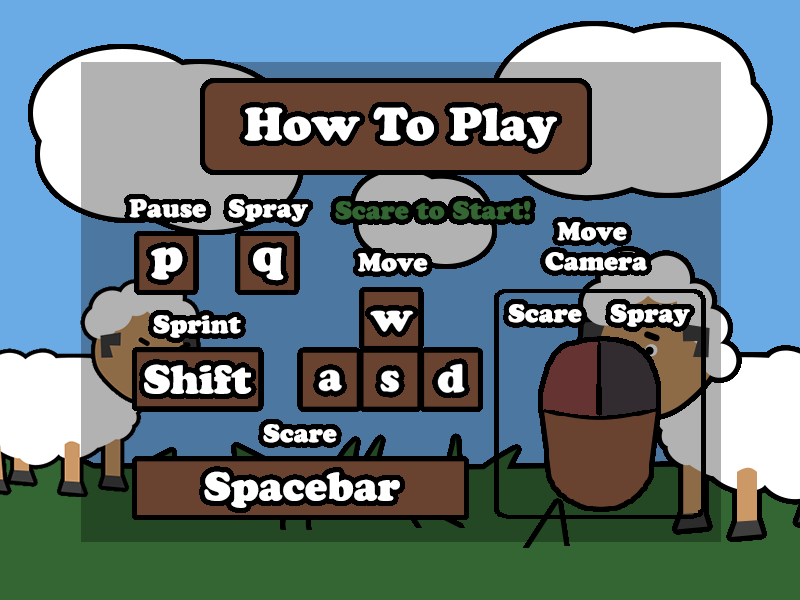 How To Play
Pause
Spray
Scare to Start!
p
q
Move
Move
Camera
Sprint
Shift
w
a
s
d
Scare
Spray
Scare
Spacebar